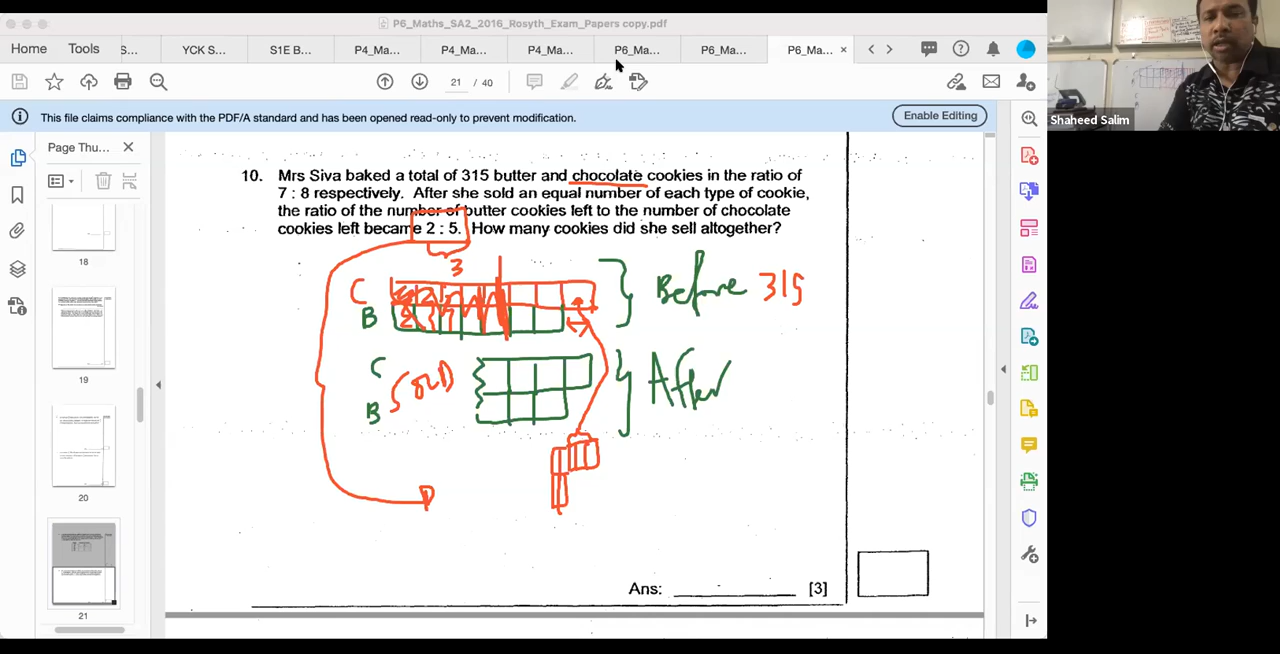 P6_Maths_SA2_2016_Rosyth_Exam_Papers copy.pdf
Home Tools S... YCK S... S1E B... P4_Ma... P4_Ma... P4_Ma... P6_Ma... P6_Ma... P6_Ma... ×
21 / 40
This file claims compliance with the PDF/A standard and has been opened read-only to prevent modification.
Enable Editing
Shaheed Salim
Page Thu...
18
19
20
21
10. Mrs Siva baked a total of 315 butter and chocolate cookies in the ratio of
7 : 8 respectively. After she sold an equal number of each type of cookie,
the ratio of the number of butter cookies left to the number of chocolate
cookies left became 2 : 5. How many cookies did she sell altogether?
3
C
B
Before 315
C
B
SOLD
After
Ans: [3]